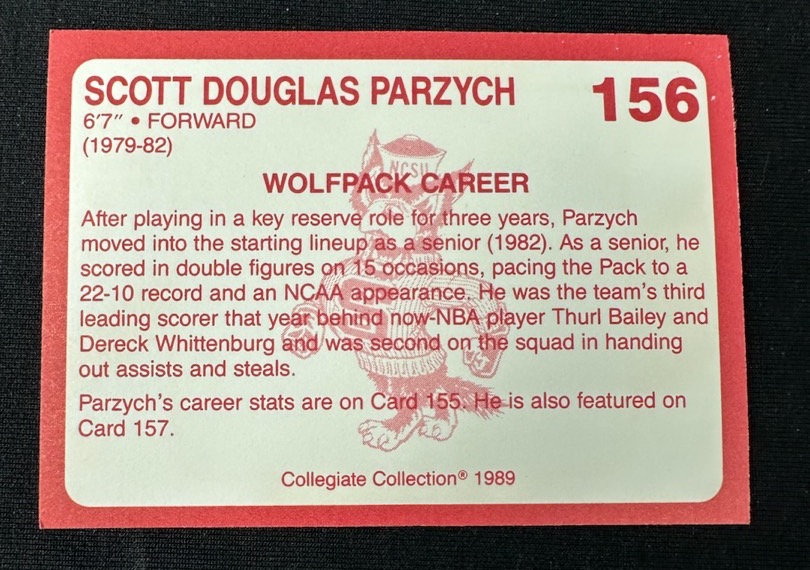 SCOTT DOUGLAS PARZYCH
156
6'7" • FORWARD
(1979-82)
NCSU
WOLFPACK CAREER
After playing in a key reserve role for three years, Parzych
moved into the starting lineup as a senior (1982). As a senior, he
scored in double figures on 15 occasions, pacing the Pack to a
22-10 record and an NCAA appearance. He was the team's third
leading scorer that year behind now-NBA player Thurl Bailey and
Dereck Whittenburg and was second on the squad in handing
out assists and steals.
Parzych's career stats are on Card 155. He is also featured on
Card 157.
Collegiate Collection® 1989